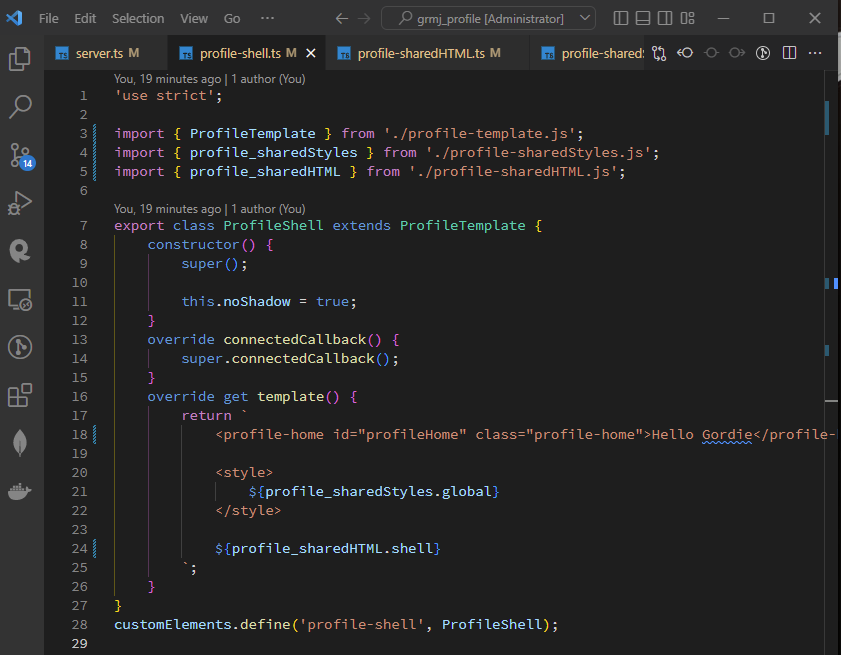 File Edit Selection View Go ··· grmj_profile [Administrator]
server.ts M profile-shell.ts M profile-sharedHTML.ts M profile-shared
You, 19 minutes ago | 1 author (You)
1 'use strict';
2
3 import { ProfileTemplate } from './profile-template.js';
4 import { profile_sharedStyles } from './profile-sharedStyles.js';
5 import { profile_sharedHTML } from './profile-sharedHTML.js';
6
You, 19 minutes ago | 1 author (You)
7 export class ProfileShell extends ProfileTemplate {
8 constructor() {
9 super();
10
11 this.noShadow = true;
12 }
13 override connectedCallback() {
14 super.connectedCallback();
15 }
16 override get template() {
17 return `
18 <profile-home id="profileHome" class="profile-home">Hello Gordie</profile-
19
20 <style>
21 ${profile_sharedStyles.global}
22 </style>
23
24 ${profile_sharedHTML.shell}
25 `;
26 }
27 }
28 customElements.define('profile-shell', ProfileShell);
29
14